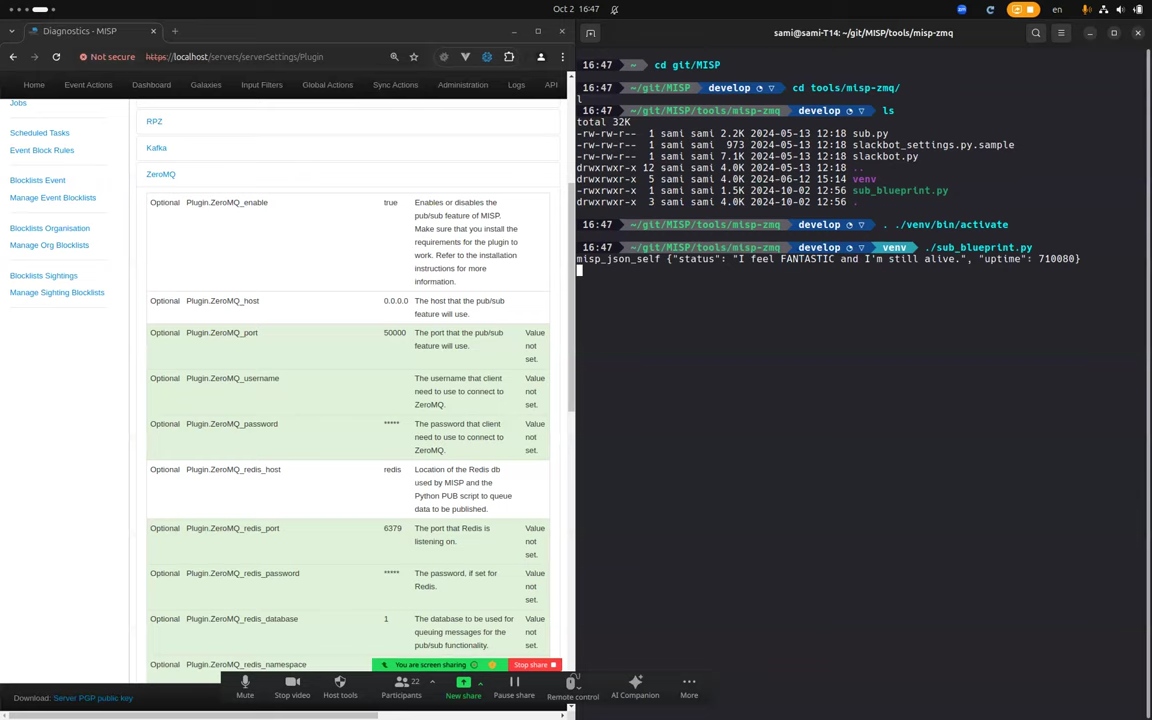 Oct 2 16:47
en
Diagnostics - MISP
sami@sami-T14: ~/git/MISP/tools/misp-zmq
Not secure https://localhost/servers/serverSettings/Plugin
Home Event Actions Dashboard Galaxies Input Filters Global Actions Sync Actions Administration Logs API
Jobs
Scheduled Tasks
Event Block Rules
Blocklists Event
Manage Event Blocklists
Blocklists Organisation
Manage Org Blocklists
Blocklists Sightings
Manage Sighting Blocklists
RPZ
Kafka
ZeroMQ
Optional Plugin.ZeroMQ_enable true Enables or disables the
pub/sub feature of MISP.
Make sure that you install the
requirements for the plugin to
work. Refer to the installation
instructions for more
information.
Optional Plugin.ZeroMQ_host 0.0.0.0 The host that the pub/sub
feature will use.
Optional Plugin.ZeroMQ_port 50000 The port that the pub/sub Value
feature will use. not
set.
Optional Plugin.ZeroMQ_username The username that client Value
need to use to connect to not
ZeroMQ. set.
Optional Plugin.ZeroMQ_password ***** The password that client Value
need to use to connect to not
ZeroMQ. set.
Optional Plugin.ZeroMQ_redis_host redis Location of the Redis db
used by MISP and the
Python PUB script to queue
data to be published.
Optional Plugin.ZeroMQ_redis_port 6379 The port that Redis is Value
listening on. not
set.
Optional Plugin.ZeroMQ_redis_password ***** The password, if set for Value
Redis. not
set.
Optional Plugin.ZeroMQ_redis_database 1 The database to be used for Value
queuing messages for the not
pub/sub functionality. set.
Optional Plugin.ZeroMQ_redis_namespace
Download: Server PGP public key
16:47 ~ cd git/MISP
16:47 ~/git/MISP develop cd tools/misp-zmq/
l
16:47 ~/git/MISP/tools/misp-zmq develop ls
total 32K
-rw-rw-r-- 1 sami sami 2.2K 2024-05-13 12:18 sub.py
-rw-rw-r-- 1 sami sami 973 2024-05-13 12:18 slackbot_settings.py.sample
-rw-rw-r-- 1 sami sami 7.1K 2024-05-13 12:18 slackbot.py
drwxrwxr-x 12 sami sami 4.0K 2024-05-13 12:18 ..
drwxrwxr-x 5 sami sami 4.0K 2024-06-12 15:14 venv
-rwxrwxr-x 1 sami sami 1.5K 2024-10-02 12:56 sub_blueprint.py
drwxrwxr-x 3 sami sami 4.0K 2024-10-02 12:56 .
16:47 ~/git/MISP/tools/misp-zmq develop . ./venv/bin/activate
16:47 ~/git/MISP/tools/misp-zmq develop venv ./sub_blueprint.py
misp_json_self {"status": "I feel FANTASTIC and I'm still alive.", "uptime": 710080}
You are screen sharing Stop share
22
Mute Stop video Host tools Participants New share Pause share Remote control AI Companion More